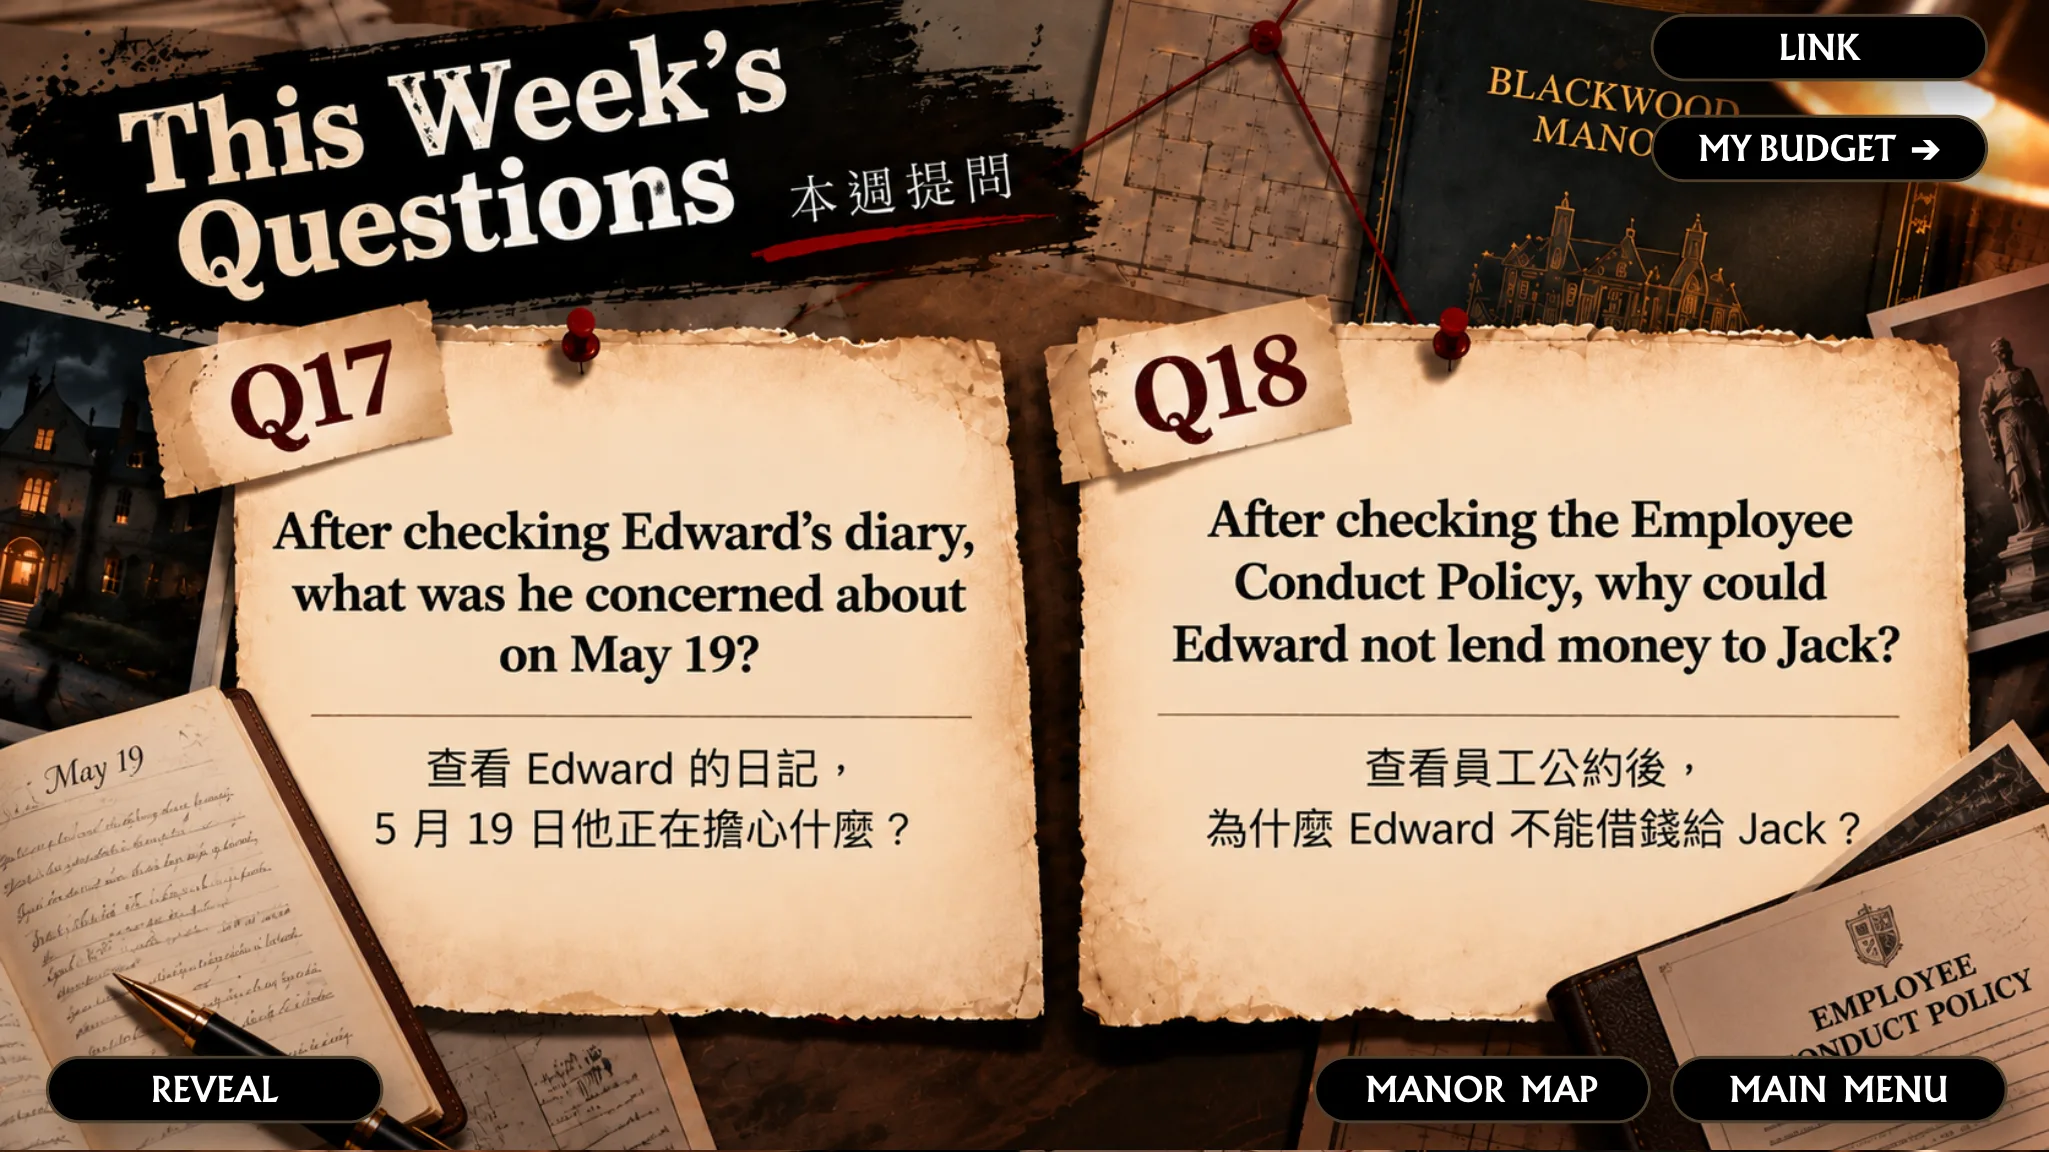 This Week's
Questions
本週提問
LINK
BLACKWOOD
MANO
MY BUDGET ➔
Q17
After checking Edward's diary,
what was he concerned about
on May 19?
查看 Edward 的日記，
5 月 19 日他正在擔心什麼？
Q18
After checking the Employee
Conduct Policy, why could
Edward not lend money to Jack?
查看員工公約後，
為什麼 Edward 不能借錢給 Jack？
May 19
EMPLOYEE
ONDUCT POLICY
REVEAL
MANOR MAP
MAIN MENU